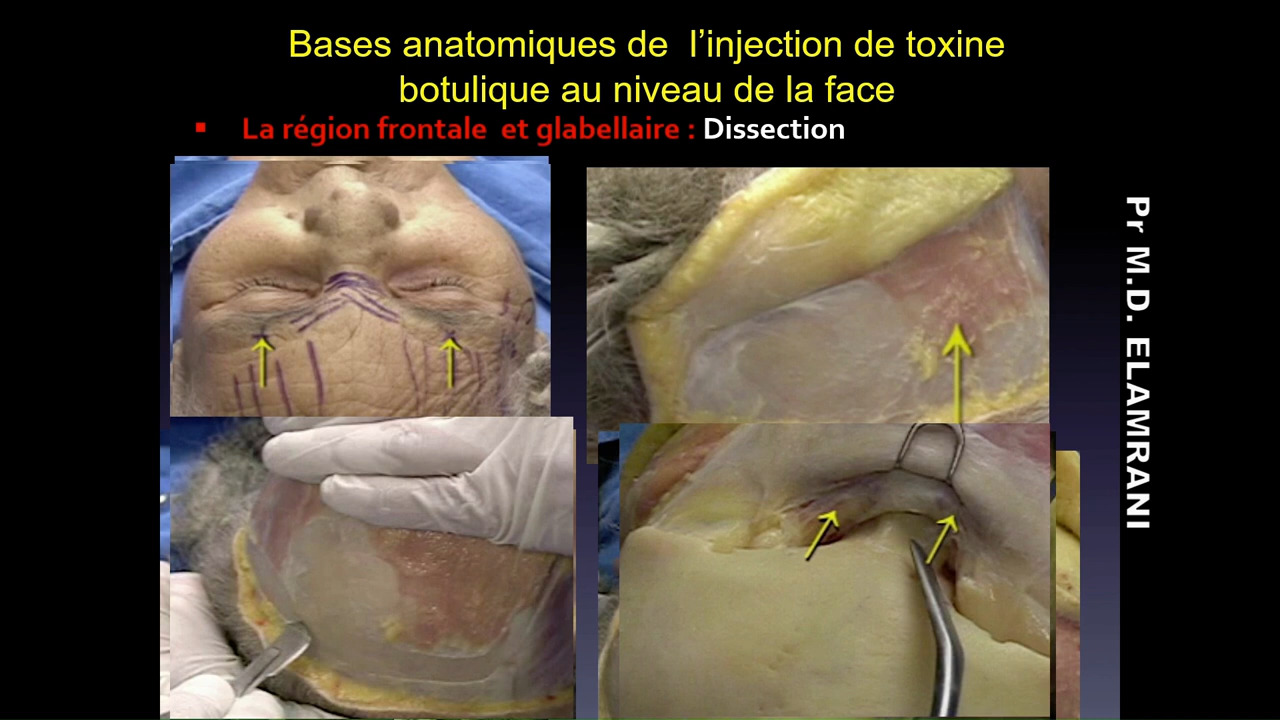 Bases anatomiques de  l’injection de toxine
botulique au niveau de la face
▪ La région frontale  et glabellaire : Dissection
Pr M.D. ELAMRANI